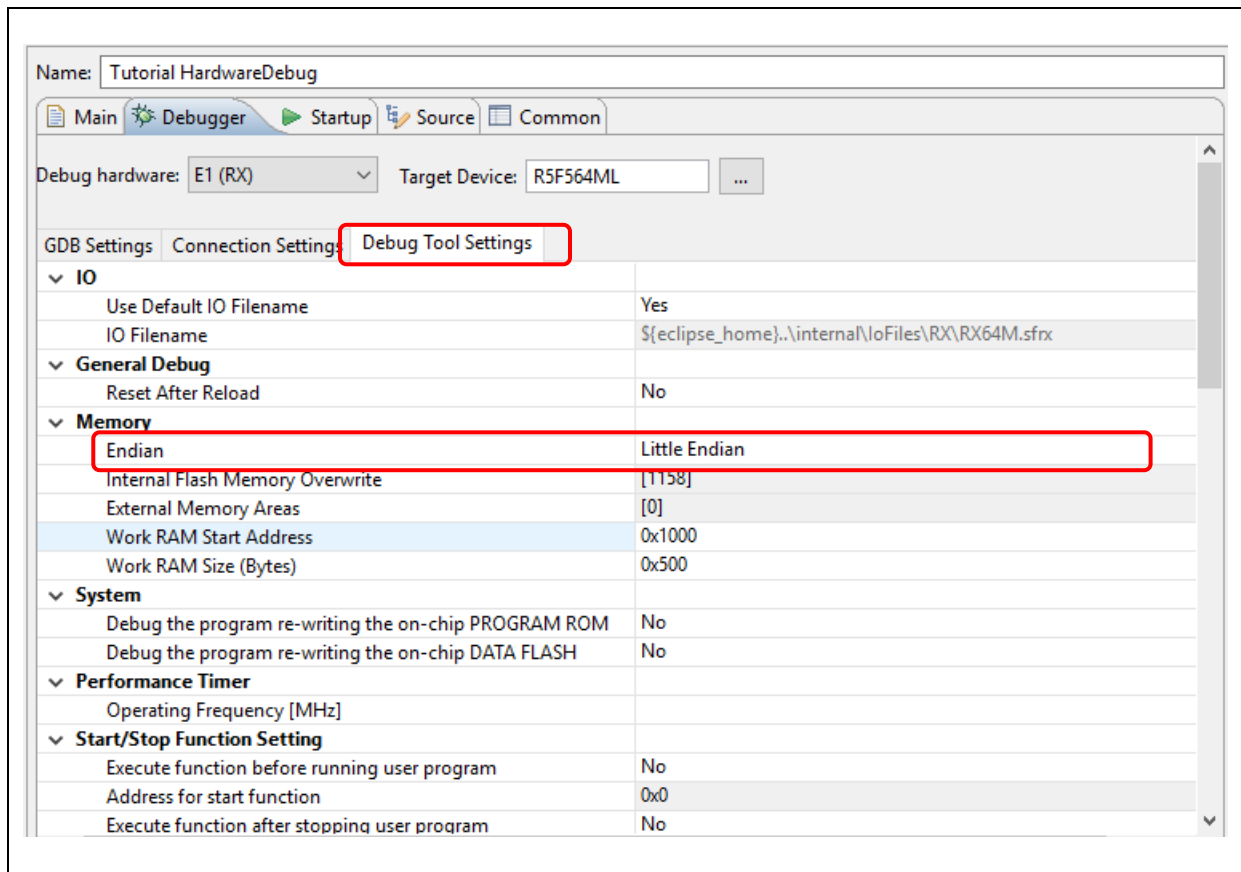 Name: Tutorial HardwareDebug
Main Debugger Startup Source Common
Debug hardware: E1 (RX) Target Device: R5F564ML ...
GDB Settings Connection Settings Debug Tool Settings
IO
Use Default IO Filename Yes
IO Filename ${eclipse_home}..\internal\IoFiles\RX\RX64M.sfrx
General Debug
Reset After Reload No
Memory
Endian Little Endian
Internal Flash Memory Overwrite [1158]
External Memory Areas [0]
Work RAM Start Address 0x1000
Work RAM Size (Bytes) 0x500
System
Debug the program re-writing the on-chip PROGRAM ROM No
Debug the program re-writing the on-chip DATA FLASH No
Performance Timer
Operating Frequency [MHz]
Start/Stop Function Setting
Execute function before running user program No
Address for start function 0x0
Execute function after stopping user program No